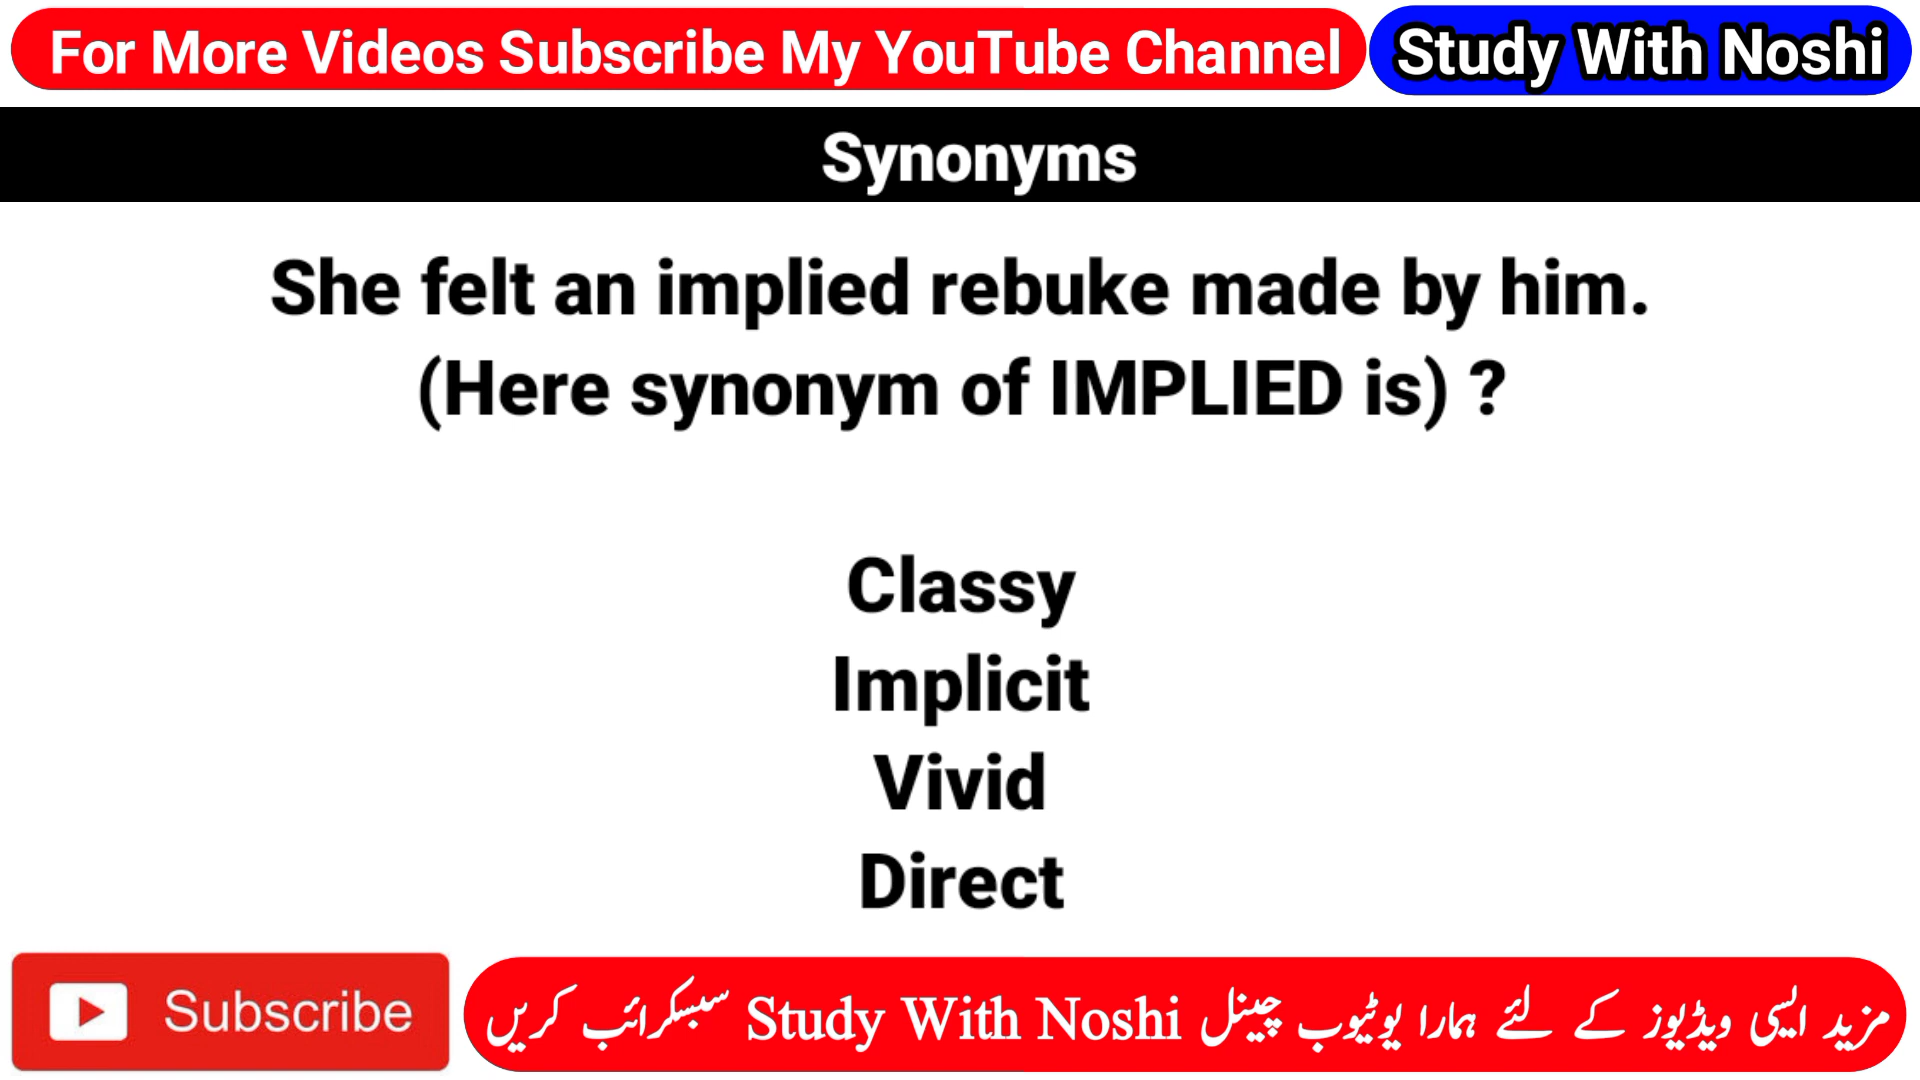 For More Videos Subscribe My YouTube Channel Study With Noshi
Synonyms
She felt an implied rebuke made by him.
(Here synonym of IMPLIED is) ?
Classy
Implicit
Vivid
Direct
Subscribe
مزید ایسی ویڈیوز کے لئے ہمارا یوٹیوب چینل Study With Noshi سبسکرائب کریں